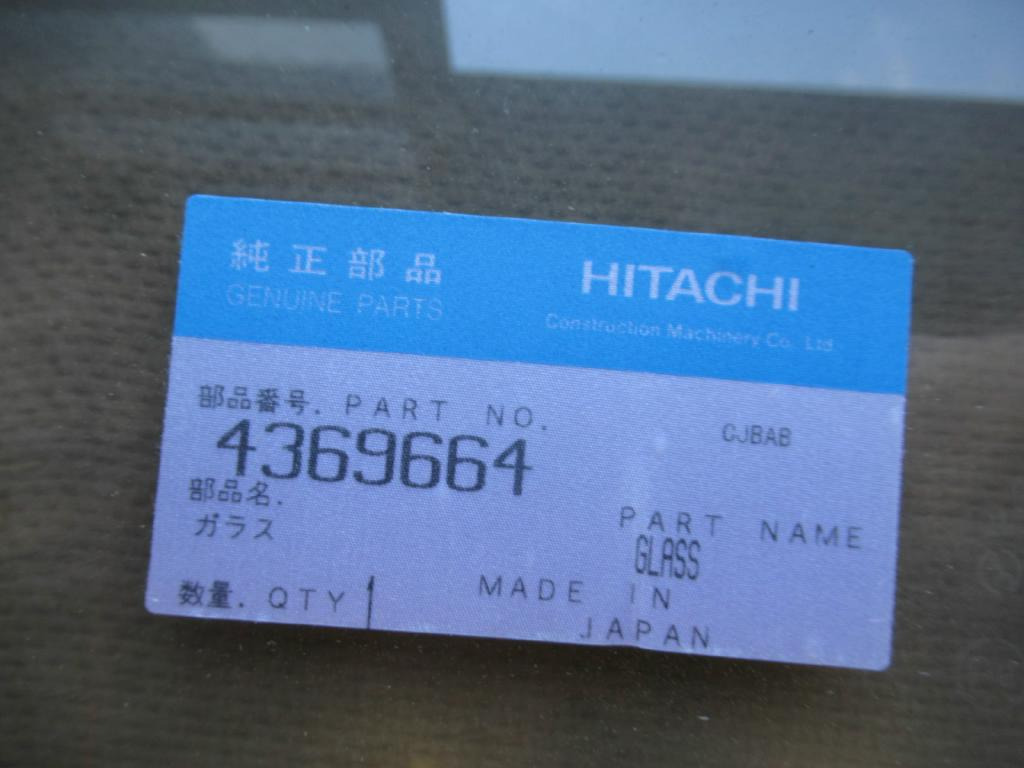 純正部品
GENUINE PARTS
HITACHI
Construction Machinery Co. Ltd.
部品番号. PART NO.
4369664
CJBAB
部品名.
ガラス
PART NAME
GLASS
数量. QTY 1
MADE IN
JAPAN